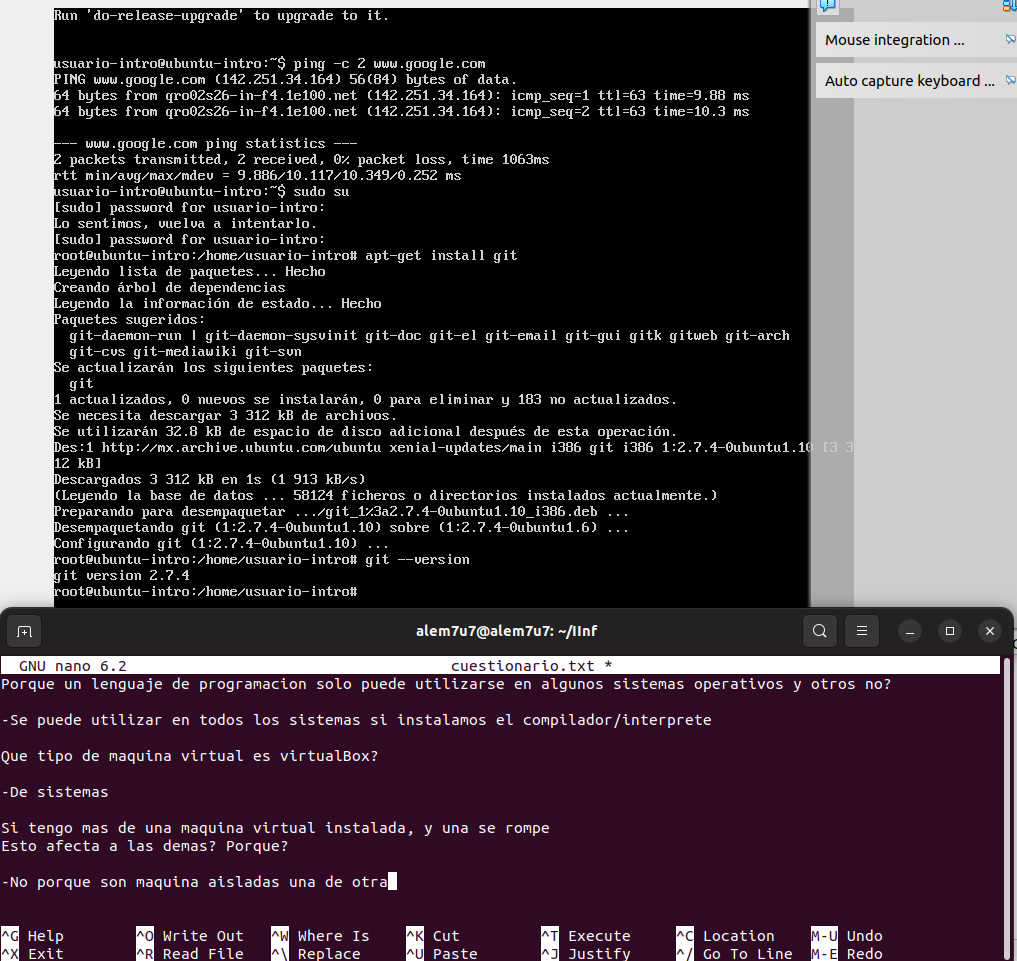 Run 'do-release-upgrade' to upgrade to it.
Mouse integration ...
Auto capture keyboard ...
usuario-intro@ubuntu-intro:~$ ping -c 2 www.google.com
PING www.google.com (142.251.34.164) 56(84) bytes of data.
64 bytes from qro02s26-in-f4.1e100.net (142.251.34.164): icmp_seq=1 ttl=63 time=9.88 ms
64 bytes from qro02s26-in-f4.1e100.net (142.251.34.164): icmp_seq=2 ttl=63 time=10.3 ms
--- www.google.com ping statistics ---
2 packets transmitted, 2 received, 0% packet loss, time 1063ms
rtt min/avg/max/mdev = 9.886/10.117/10.349/0.252 ms
usuario-intro@ubuntu-intro:~$ sudo su
[sudo] password for usuario-intro:
Lo sentimos, vuelva a intentarlo.
[sudo] password for usuario-intro:
root@ubuntu-intro:/home/usuario-intro# apt-get install git
Leyendo lista de paquetes... Hecho
Creando árbol de dependencias
Leyendo la información de estado... Hecho
Paquetes sugeridos:
git-daemon-run | git-daemon-sysvinit git-doc git-el git-email git-gui gitk gitweb git-arch
git-cvs git-mediawiki git-svn
Se actualizarán los siguientes paquetes:
git
1 actualizados, 0 nuevos se instalarán, 0 para eliminar y 183 no actualizados.
Se necesita descargar 3 312 kB de archivos.
Se utilizarán 32.8 kB de espacio de disco adicional después de esta operación.
Des:1 http://mx.archive.ubuntu.com/ubuntu xenial-updates/main i386 git i386 1:2.7.4-0ubuntu1.10 [3 3
12 kB]
Descargados 3 312 kB en 1s (1 913 kB/s)
(Leyendo la base de datos ... 58124 ficheros o directorios instalados actualmente.)
Preparando para desempaquetar .../git_1%3a2.7.4-0ubuntu1.10_i386.deb ...
Desempaquetando git (1:2.7.4-0ubuntu1.10) sobre (1:2.7.4-0ubuntu1.6) ...
Configurando git (1:2.7.4-0ubuntu1.10) ...
root@ubuntu-intro:/home/usuario-intro# git --version
git version 2.7.4
root@ubuntu-intro:/home/usuario-intro#
alem7u7@alem7u7: ~/IInf
GNU nano 6.2 cuestionario.txt *
Porque un lenguaje de programacion solo puede utilizarse en algunos sistemas operativos y otros no?
-Se puede utilizar en todos los sistemas si instalamos el compilador/interprete
Que tipo de maquina virtual es virtualBox?
-De sistemas
Si tengo mas de una maquina virtual instalada, y una se rompe
Esto afecta a las demas? Porque?
-No porque son maquina aisladas una de otra
^G Help ^O Write Out ^W Where Is ^K Cut ^T Execute ^C Location M-U Undo
^X Exit ^R Read File ^\ Replace ^U Paste ^J Justify ^/ Go To Line M-E Redo